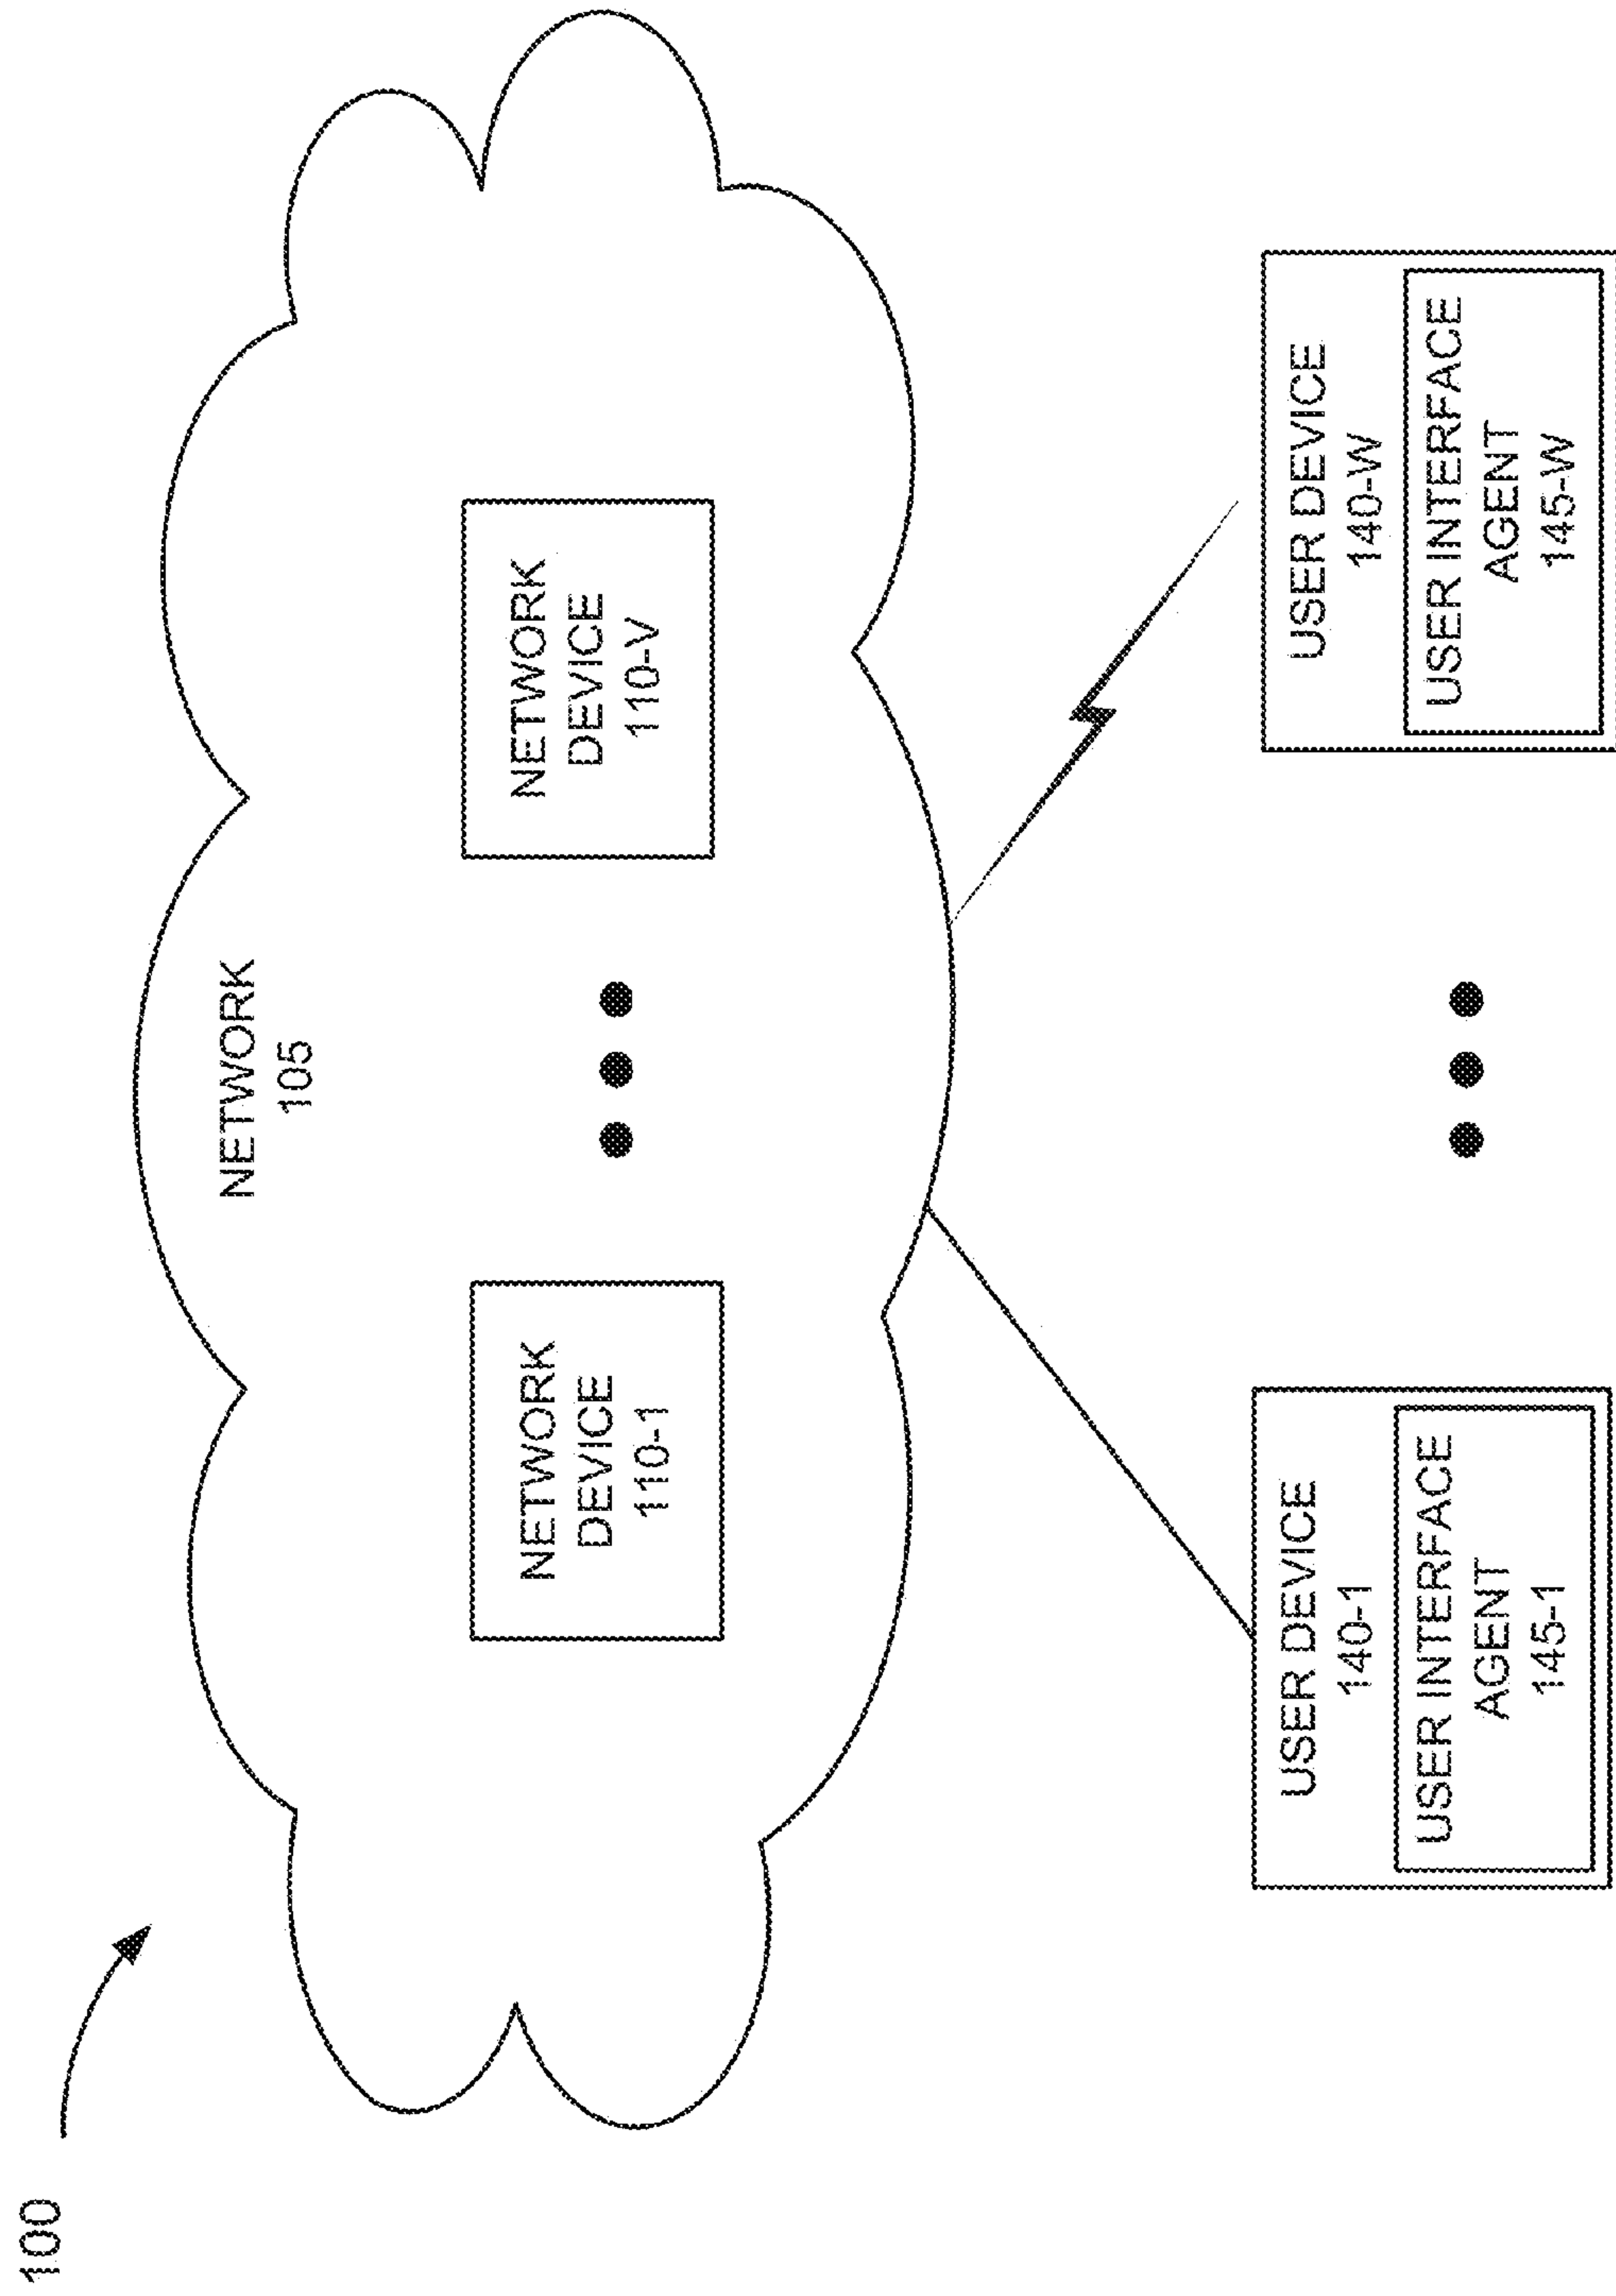 100
NETWORK
105
NETWORK
DEVICE
110-1
NETWORK
DEVICE
110-V
USER DEVICE
140-1
USER INTERFACE
AGENT
145-1
USER DEVICE
140-W
USER INTERFACE
AGENT
145-W